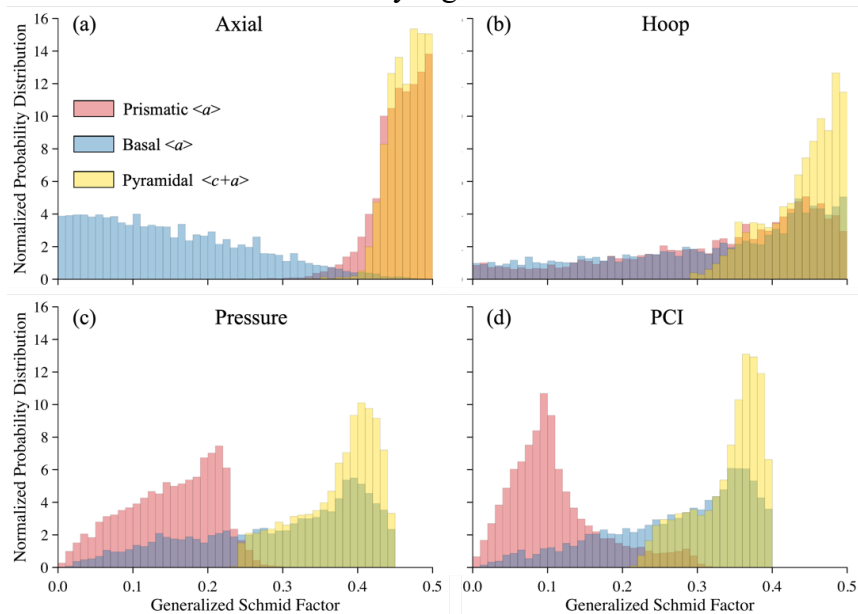 (a) Axial
(b) Hoop
16
14
12
10
8
6
4
2
0
Normalized Probability Distribution
Prismatic <a>
Basal <a>
Pyramidal <c+a>
(c) Pressure
(d) PCI
16
14
12
10
8
6
4
2
0
Normalized Probability Distribution
0.0 0.1 0.2 0.3 0.4 0.5
0.0 0.1 0.2 0.3 0.4 0.5
Generalized Schmid Factor
Generalized Schmid Factor